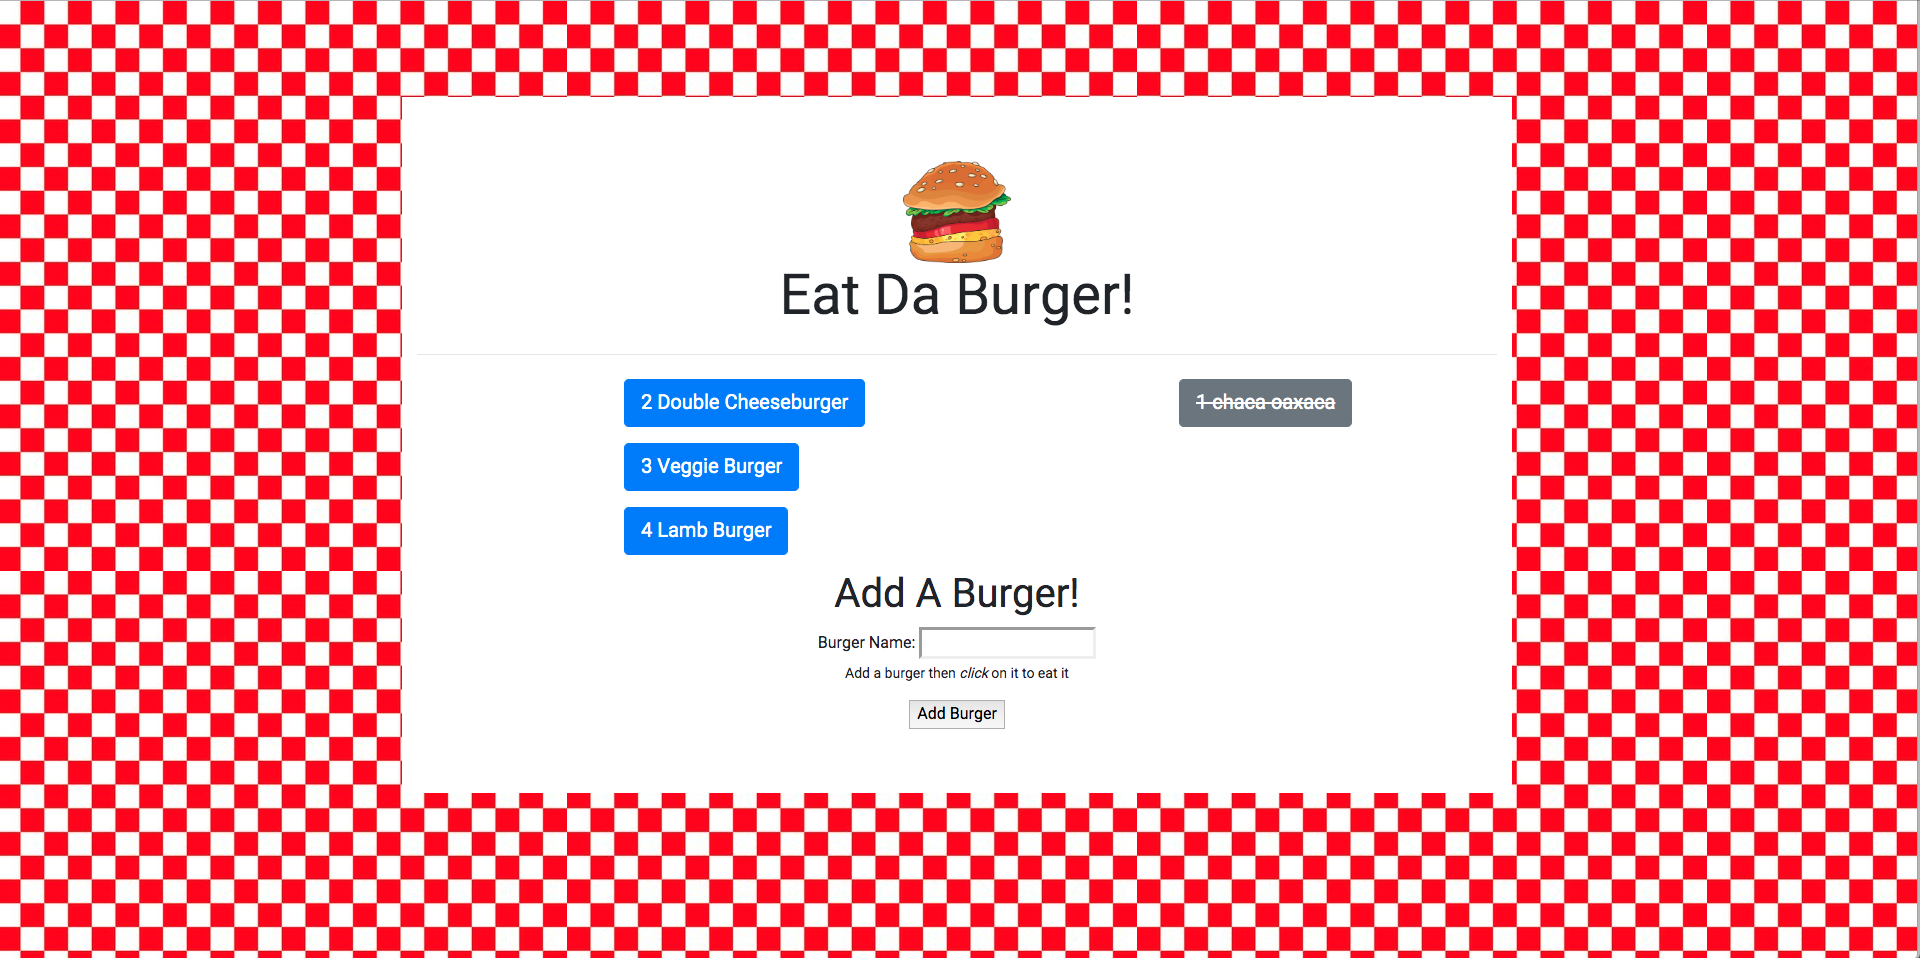 Eat Da Burger!
2 Double Cheeseburger
1 chaca oaxaca
3 Veggie Burger
4 Lamb Burger
Add A Burger!
Burger Name:
Add a burger then click on it to eat it
Add Burger